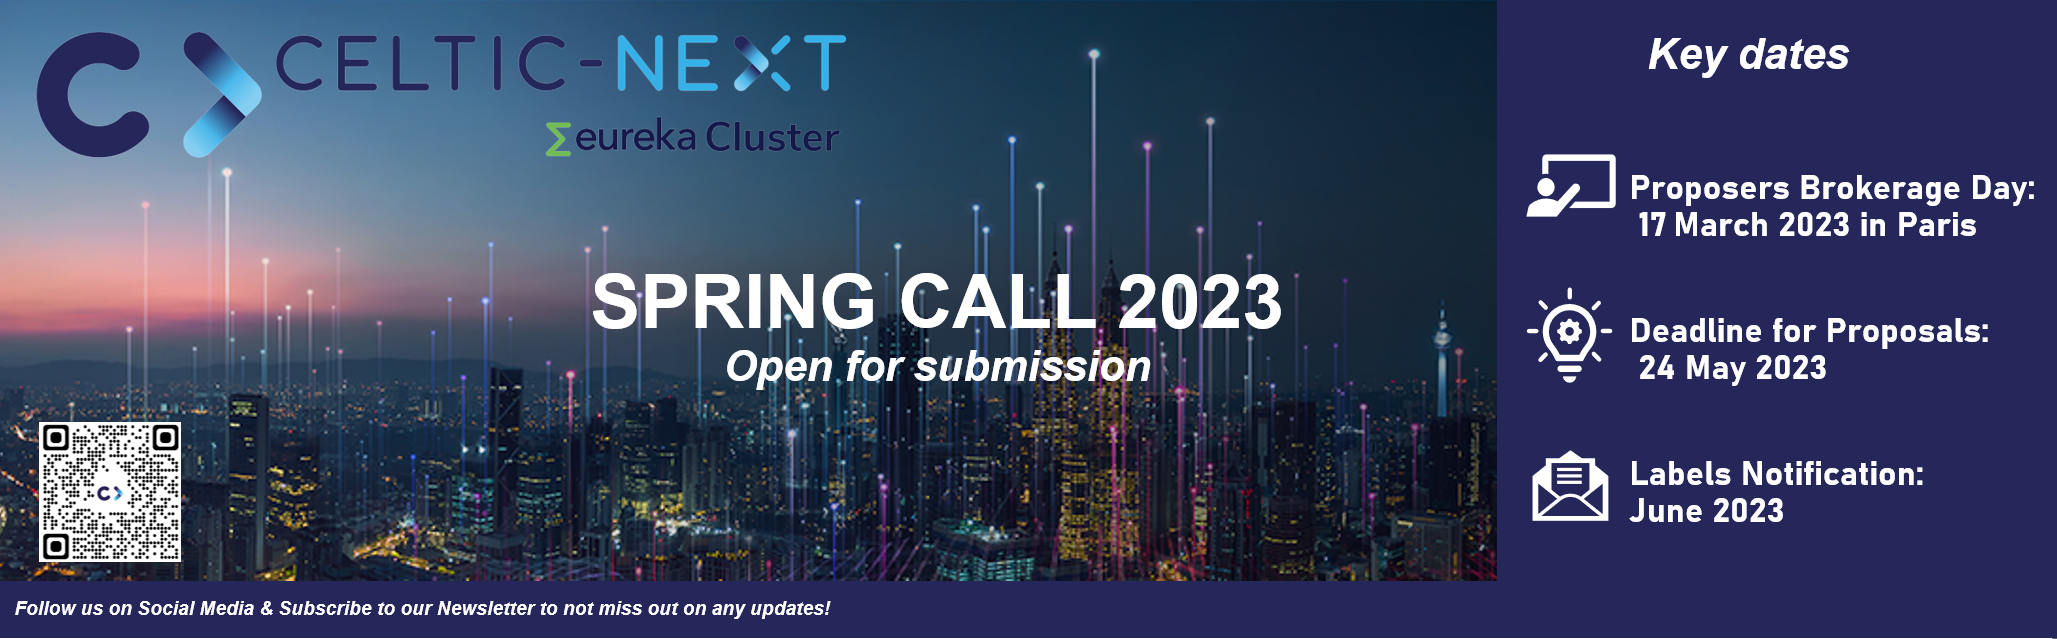 CELTIC-NEXT
eureka Cluster
SPRING CALL 2023
Open for submission
Follow us on Social Media & Subscribe to our Newsletter to not miss out on any updates!
Key dates
Proposers Brokerage Day:
17 March 2023 in Paris
Deadline for Proposals:
24 May 2023
Labels Notification:
June 2023